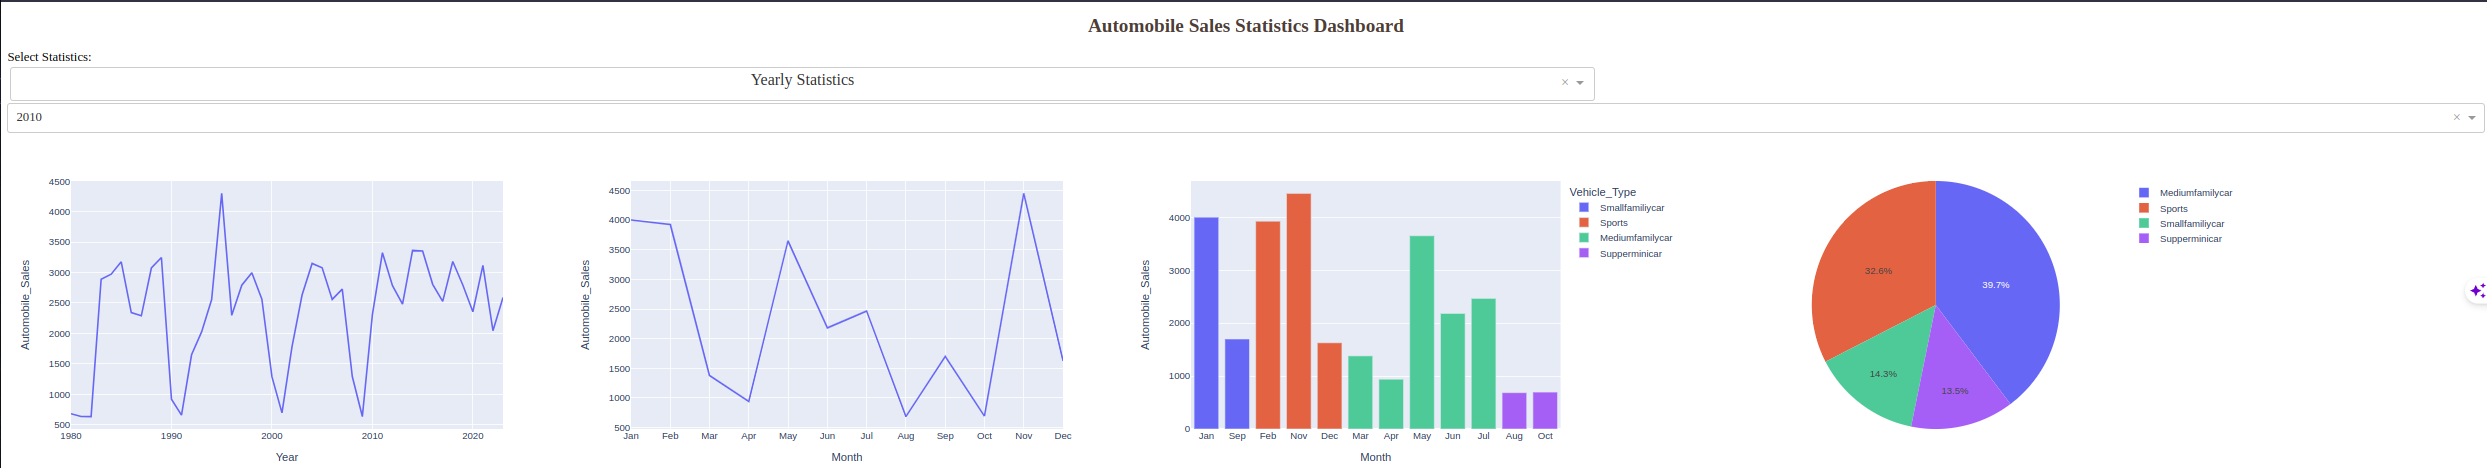 Automobile Sales Statistics Dashboard
Select Statistics:
Yearly Statistics
×
2010
×
4500
4000
3500
3000
2500
2000
1500
1000
500
1980 1990 2000 2010 2020
Year
Automobile_Sales
4500
4000
3500
3000
2500
2000
1500
1000
500
Jan Feb Mar Apr May Jun Jul Aug Sep Oct Nov Dec
Month
Automobile_Sales
4000
3000
2000
1000
0
Jan Sep Feb Nov Dec Mar Apr May Jun Jul Aug Oct
Month
Automobile_Sales
Vehicle_Type
Smallfamiliycar
Sports
Mediumfamilycar
Supperminicar
39.7%
32.6%
14.3%
13.5%
Mediumfamilycar
Sports
Smallfamiliycar
Supperminicar